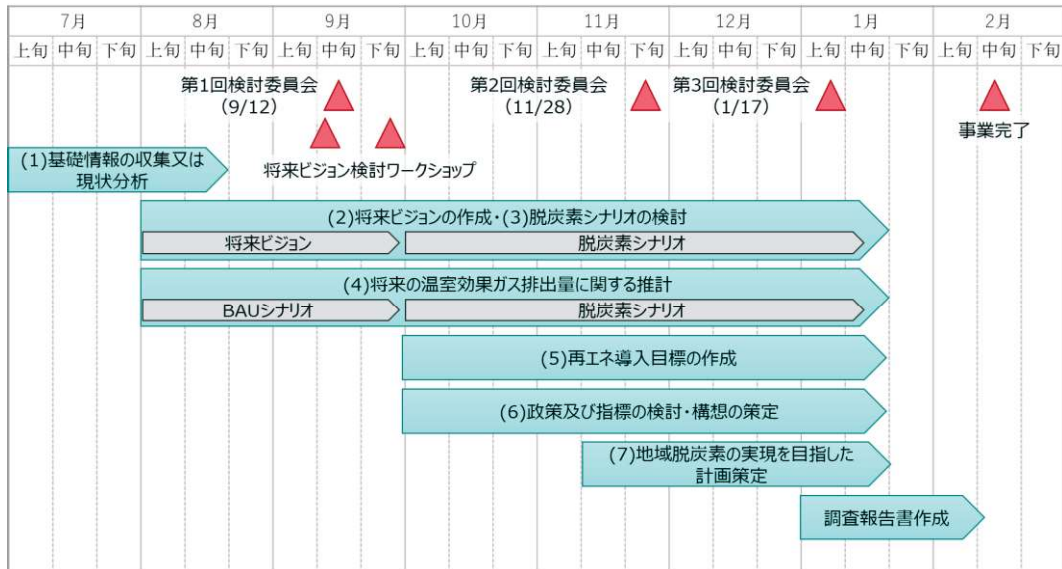 7月 8月 9月 10月 11月 12月 1月 2月
上旬 中旬 下旬 上旬 中旬 下旬 上旬 中旬 下旬 上旬 中旬 下旬 上旬 中旬 下旬 上旬 中旬 下旬 上旬 中旬 下旬 上旬 中旬 下旬
第1回検討委員会
(9/12)
第2回検討委員会
(11/28)
第3回検討委員会
(1/17)
事業完了
将来ビジョン検討ワークショップ
(1)基礎情報の収集又は
現状分析
(2)将来ビジョンの作成・(3)脱炭素シナリオの検討
将来ビジョン 脱炭素シナリオ
(4)将来の温室効果ガス排出量に関する推計
BAUシナリオ 脱炭素シナリオ
(5)再エネ導入目標の作成
(6)政策及び指標の検討・構想の策定
(7)地域脱炭素の実現を目指した
計画策定
調査報告書作成